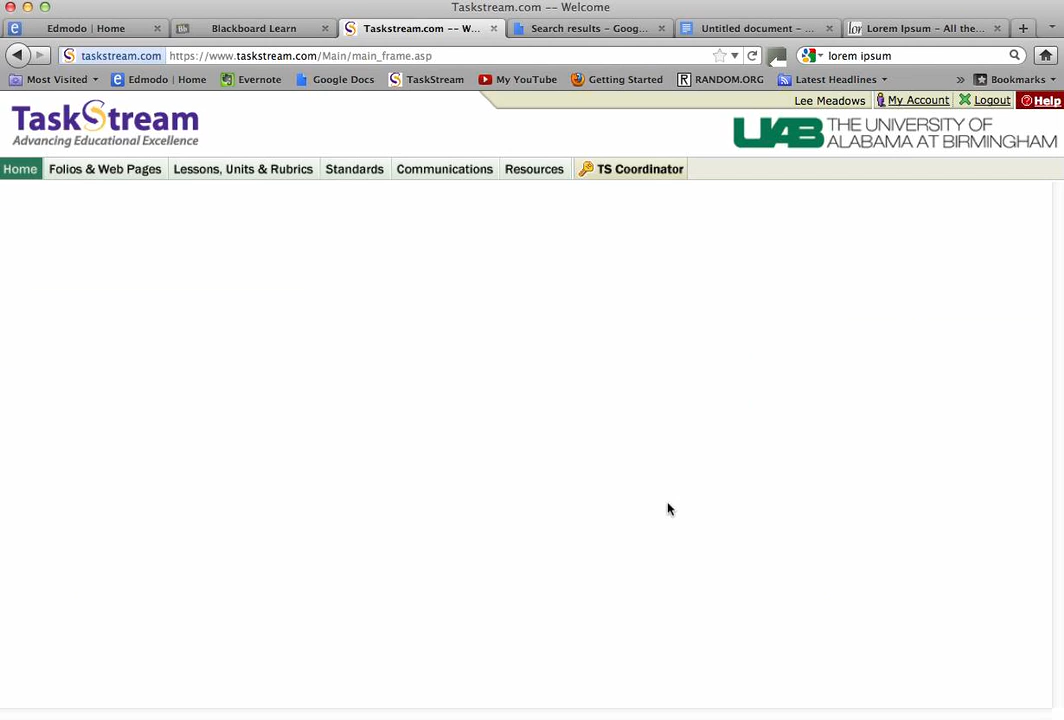 Taskstream.com -- Welcome
Edmodo | Home
Blackboard Learn
Taskstream.com -- W...
Search results – Goog...
Untitled document – ...
Lorem Ipsum – All the...
taskstream.com https://www.taskstream.com/Main/main_frame.asp
lorem ipsum
Most Visited
Edmodo | Home
Evernote
Google Docs
TaskStream
My YouTube
Getting Started
RANDOM.ORG
Latest Headlines
» Bookmarks
Lee Meadows
My Account
Logout
Help
TaskStream
Advancing Educational Excellence
UAB THE UNIVERSITY OF
ALABAMA AT BIRMINGHAM
Home
Folios & Web Pages
Lessons, Units & Rubrics
Standards
Communications
Resources
TS Coordinator